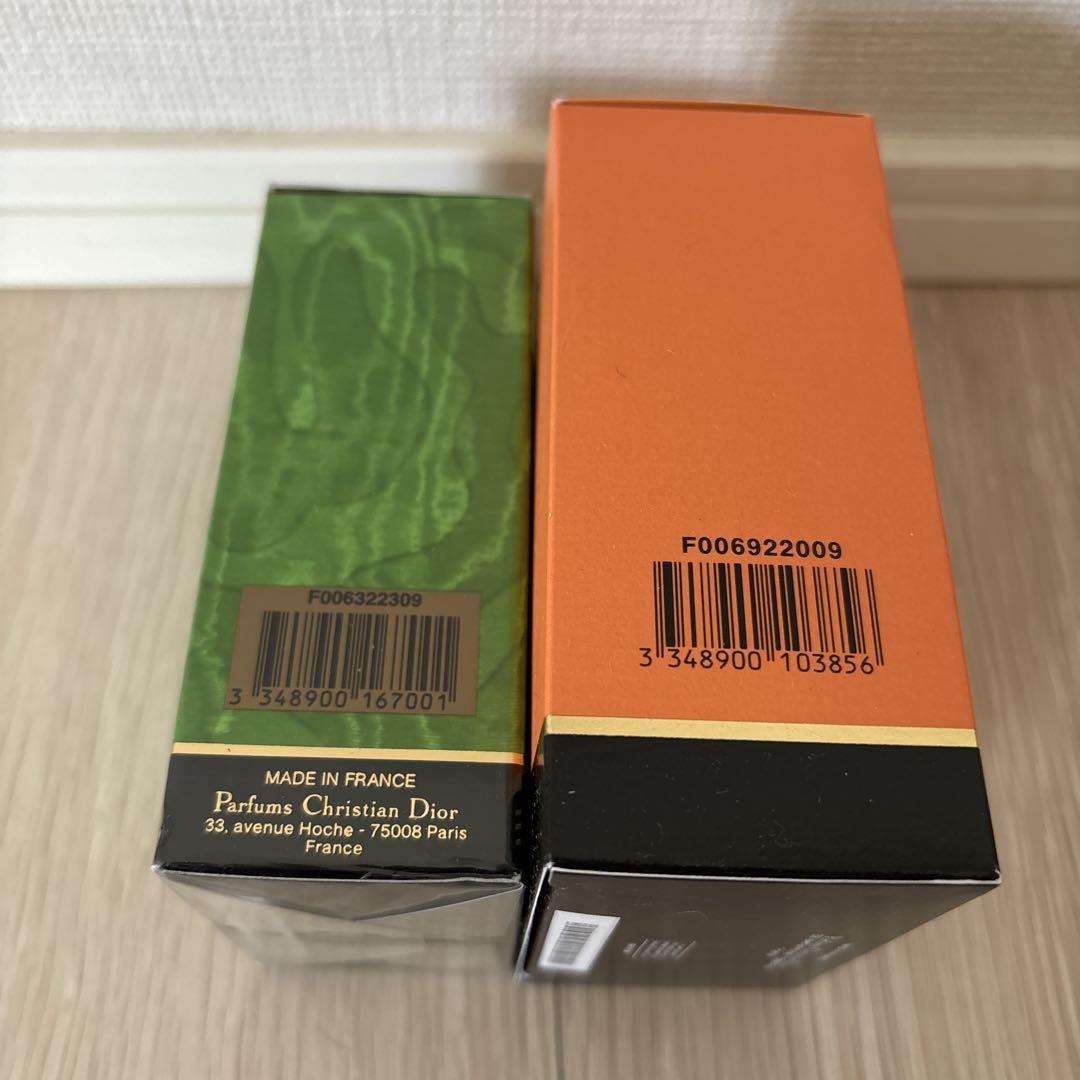 F006322309
3 348900 167001
MADE IN FRANCE
Parfums Christian Dior
33, avenue Hoche - 75008 Paris
France
F006922009
3 348900 103856